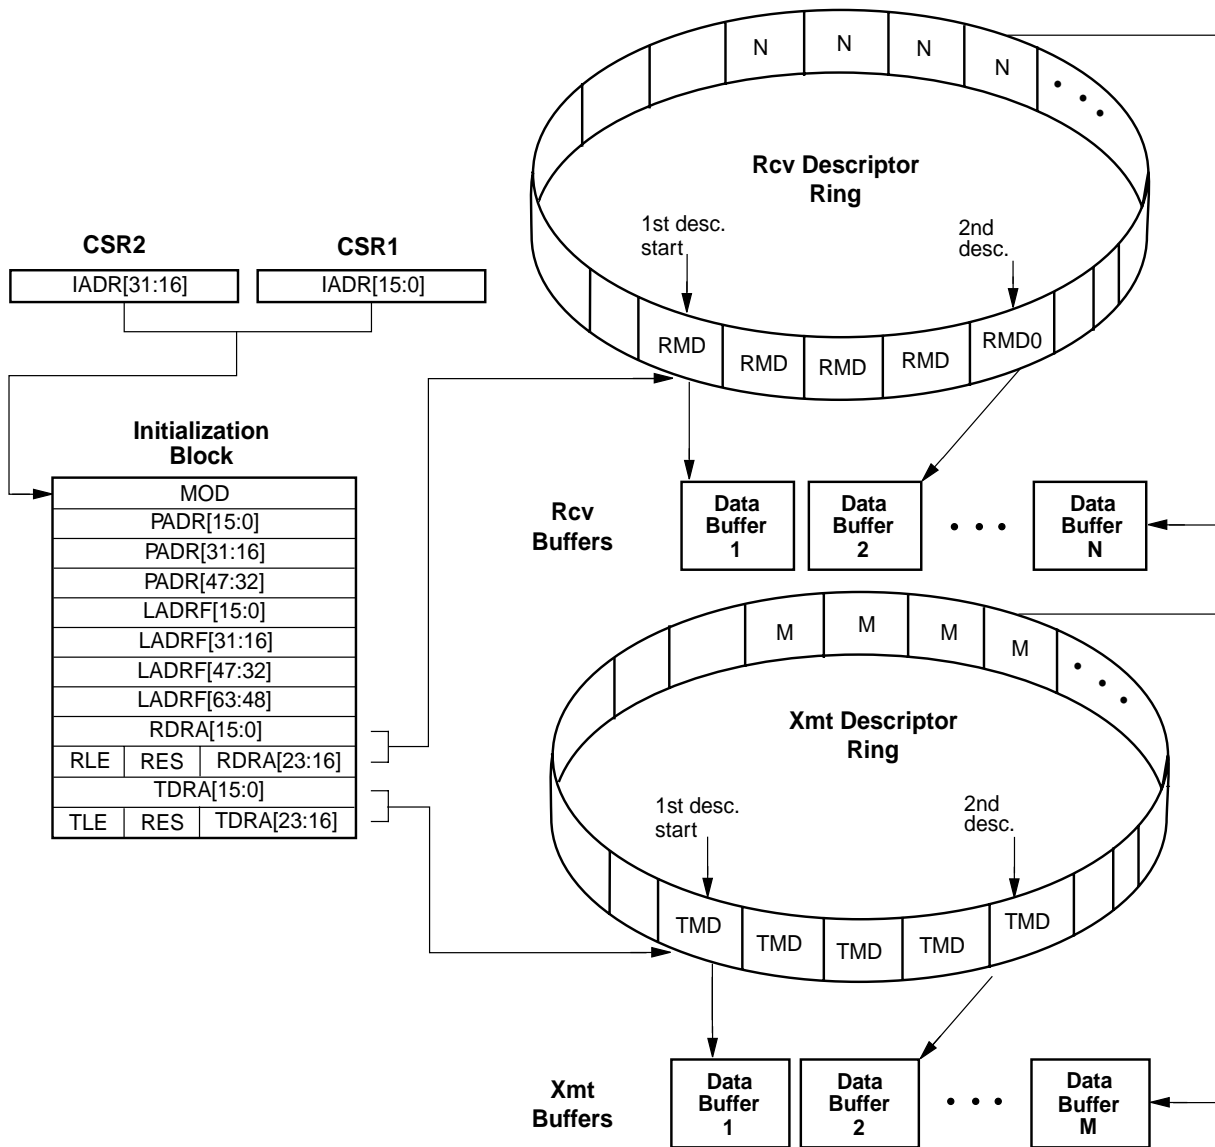 N
N
N
N
Rcv Descriptor
Ring
1st desc.
start
2nd
desc.
CSR2
CSR1
IADR[31:16]
IADR[15:0]
RMD
RMD
RMD
RMD
RMD0
Initialization
Block
MOD
PADR[15:0]
PADR[31:16]
PADR[47:32]
LADRF[15:0]
LADRF[31:16]
LADRF[47:32]
LADRF[63:48]
RDRA[15:0]
RLE RES RDRA[23:16]
TDRA[15:0]
TLE RES TDRA[23:16]
Rcv
Buffers
Data
Buffer
1
Data
Buffer
2
• • •
Data
Buffer
N
M
M
M
M
Xmt Descriptor
Ring
1st desc.
start
2nd
desc.
TMD
TMD
TMD
TMD
TMD
Xmt
Buffers
Data
Buffer
1
Data
Buffer
2
• • •
Data
Buffer
M